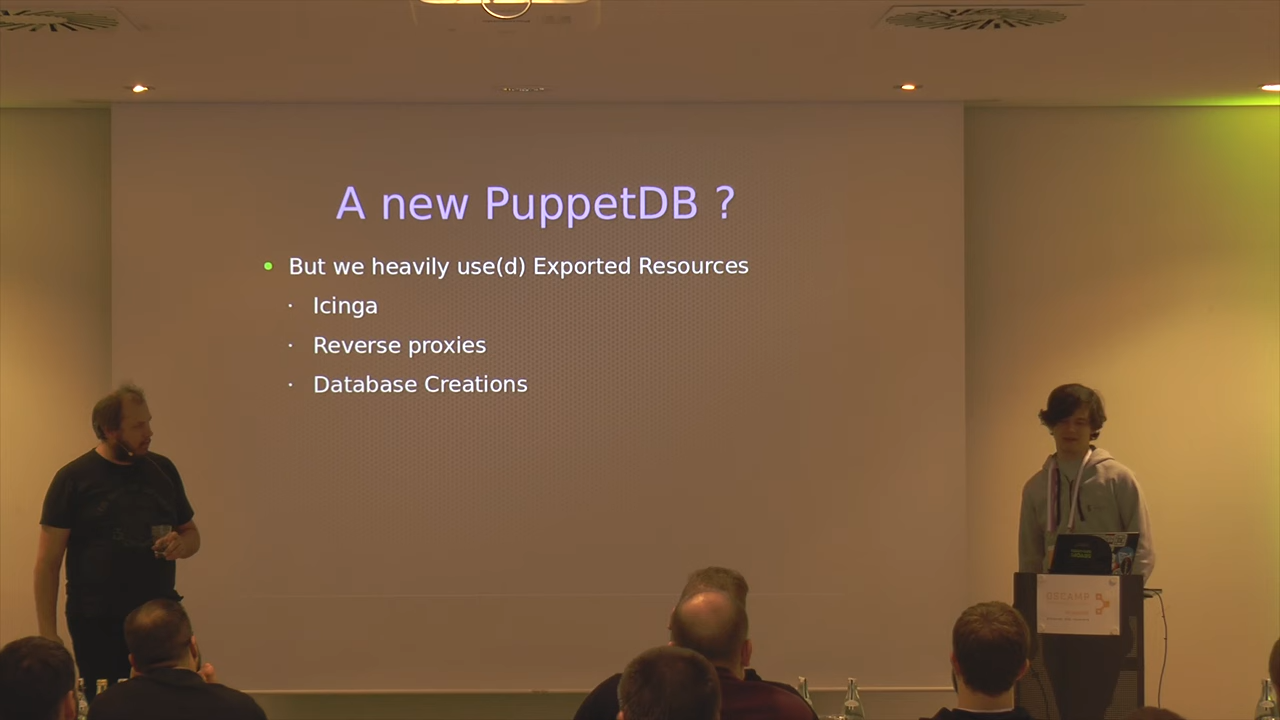 A new PuppetDB ?
• But we heavily use(d) Exported Resources
· Icinga
· Reverse proxies
· Database Creations
OSCAMP